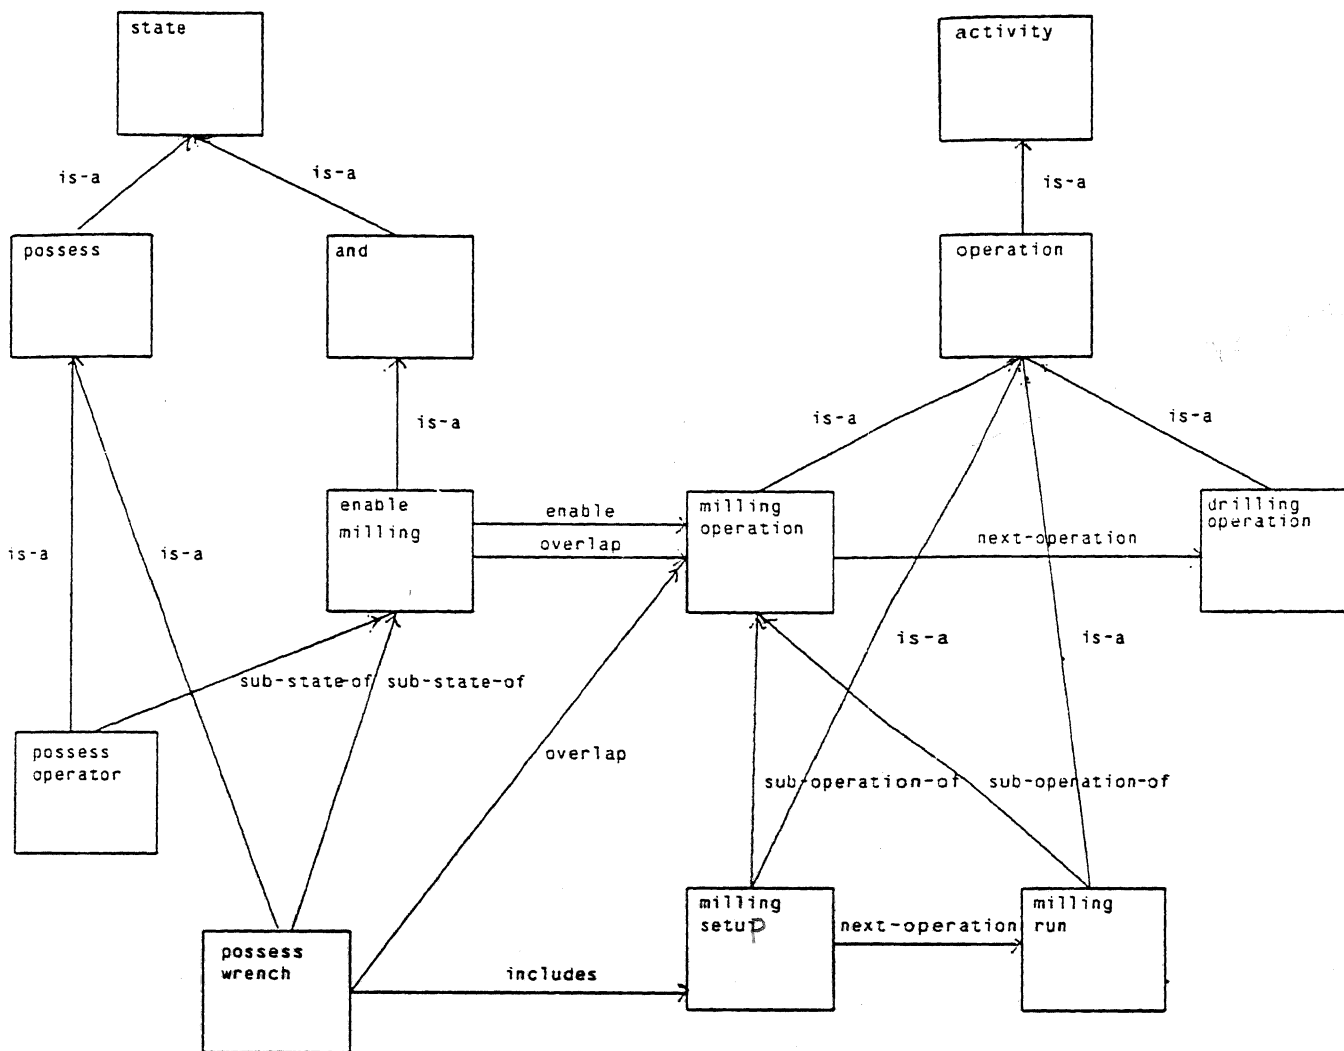 state
activity
is-a
is-a
is-a
possess
and
operation
is-a
is-a
is-a
enable
milling
enable
overlap
milling
operation
next-operation
drilling
operation
is-a
is-a
is-a
is-a
sub-state-of
sub-state-of
possess
operator
overlap
sub-operation-of
sub-operation-of
milling
setup
next-operation
milling
run
possess
wrench
includes